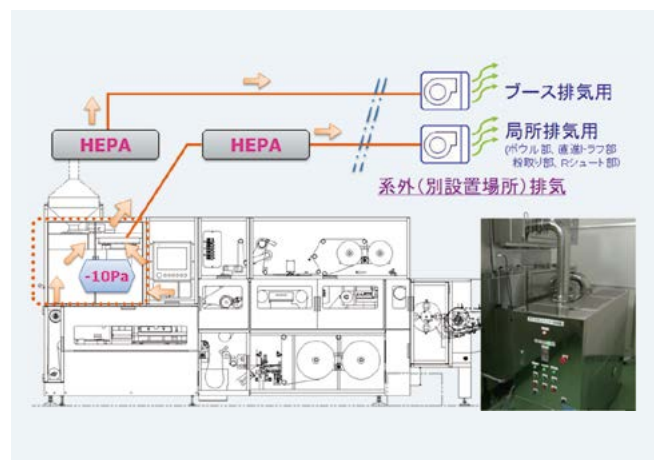 ブース排気用
HEPA
HEPA
局所排気用
(ボウル部、直進トラフ部
粉取り部、Rシュート部)
系外(別設置場所)排気
-10Pa